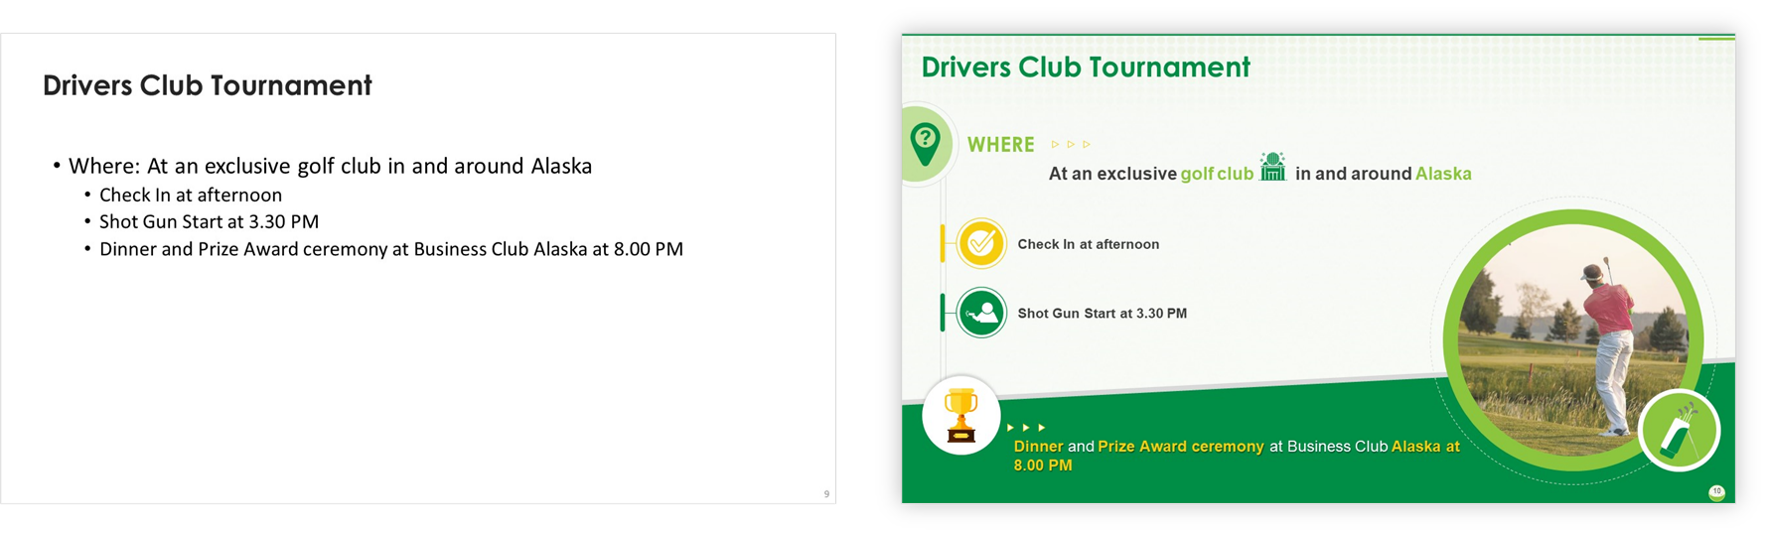 Drivers Club Tournament
• Where: At an exclusive golf club in and around Alaska
• Check In at afternoon
• Shot Gun Start at 3.30 PM
• Dinner and Prize Award ceremony at Business Club Alaska at 8.00 PM
9
Drivers Club Tournament
?
WHERE
At an exclusive golf club in and around Alaska
Check In at afternoon
Shot Gun Start at 3.30 PM
Dinner and Prize Award ceremony at Business Club Alaska at
8.00 PM
10